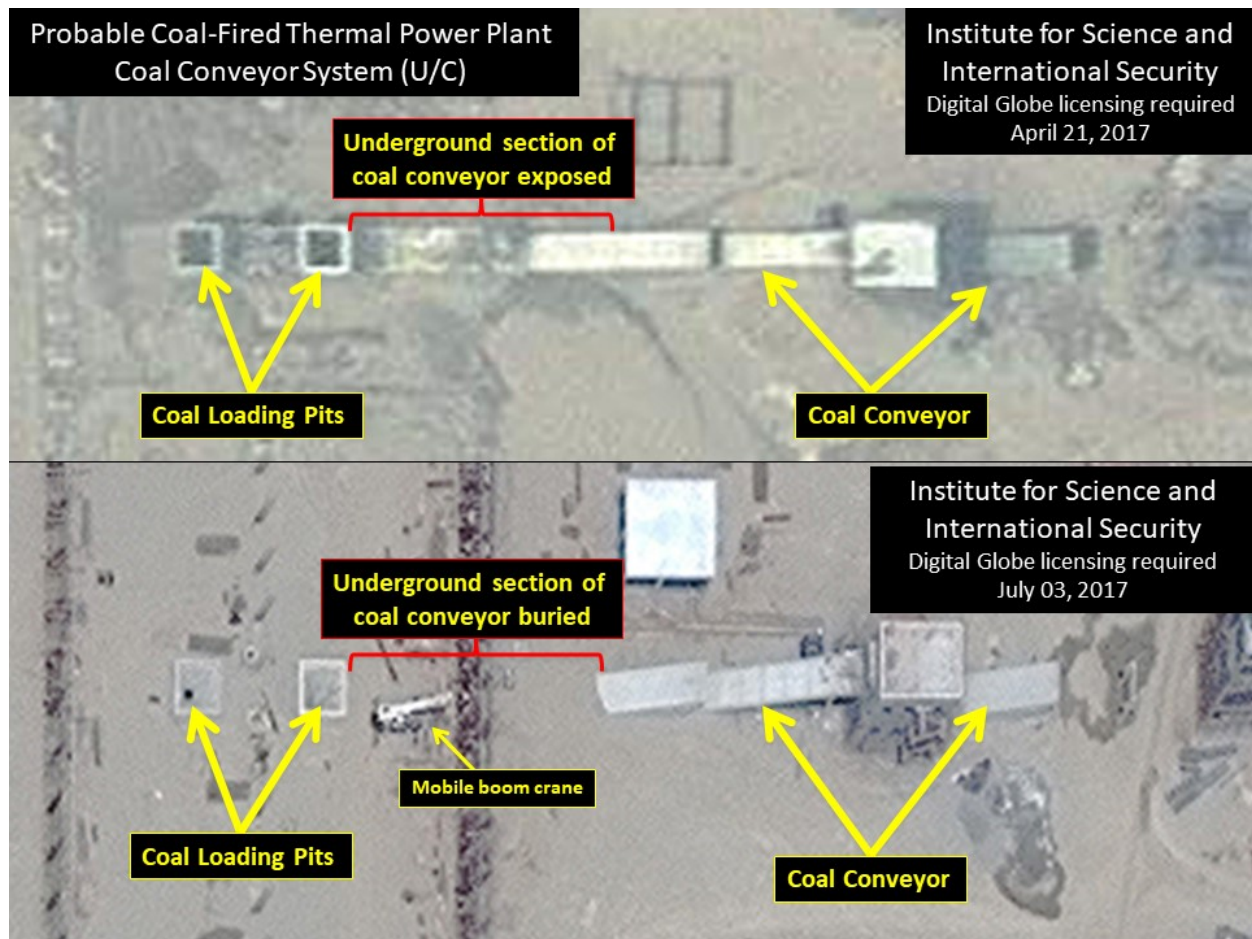 Probable Coal-Fired Thermal Power Plant
Coal Conveyor System (U/C)
Institute for Science and
International Security
Digital Globe licensing required
April 21, 2017
Underground section of
coal conveyor exposed
Coal Loading Pits
Coal Conveyor
Institute for Science and
International Security
Digital Globe licensing required
July 03, 2017
Underground section of
coal conveyor buried
Mobile boom crane
Coal Loading Pits
Coal Conveyor